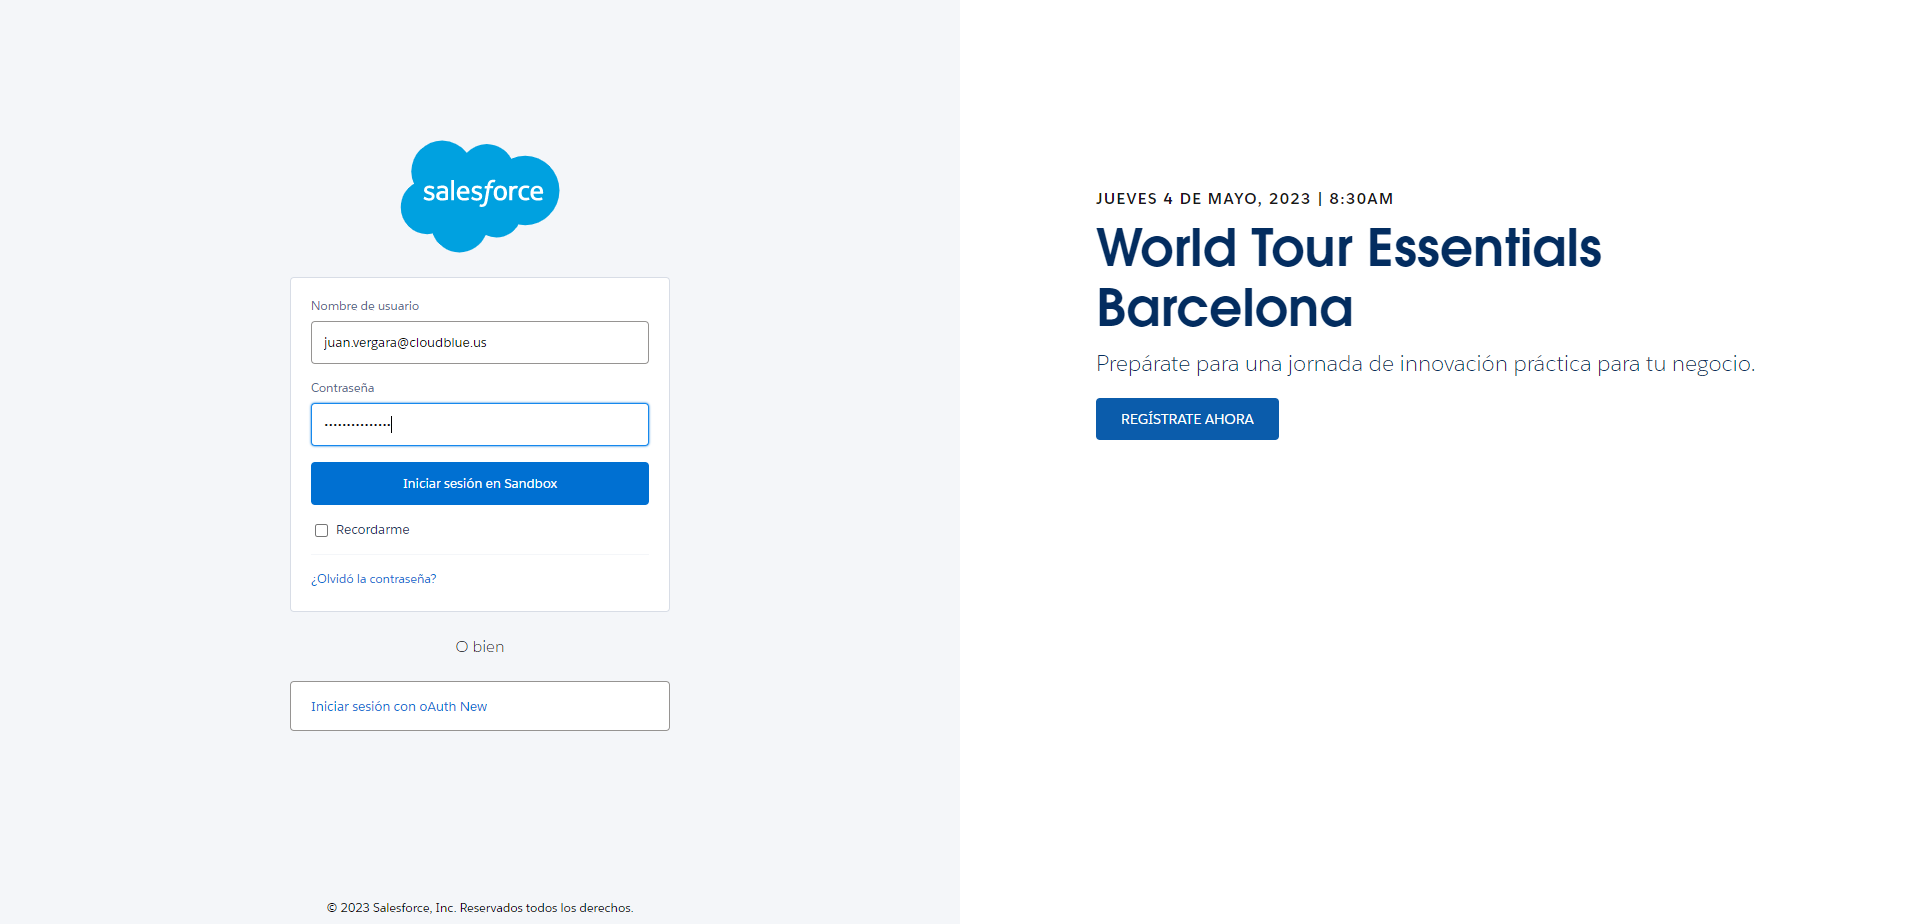 salesforce
Nombre de usuario
juan.vergara@cloudblue.us
Contraseña
•••••••••••••••
Iniciar sesión en Sandbox
Recordarme
¿Olvidó la contraseña?
O bien
Iniciar sesión con oAuth New
© 2023 Salesforce, Inc. Reservados todos los derechos.
JUEVES 4 DE MAYO, 2023 | 8:30AM
World Tour Essentials
Barcelona
Prepárate para una jornada de innovación práctica para tu negocio.
REGÍSTRATE AHORA